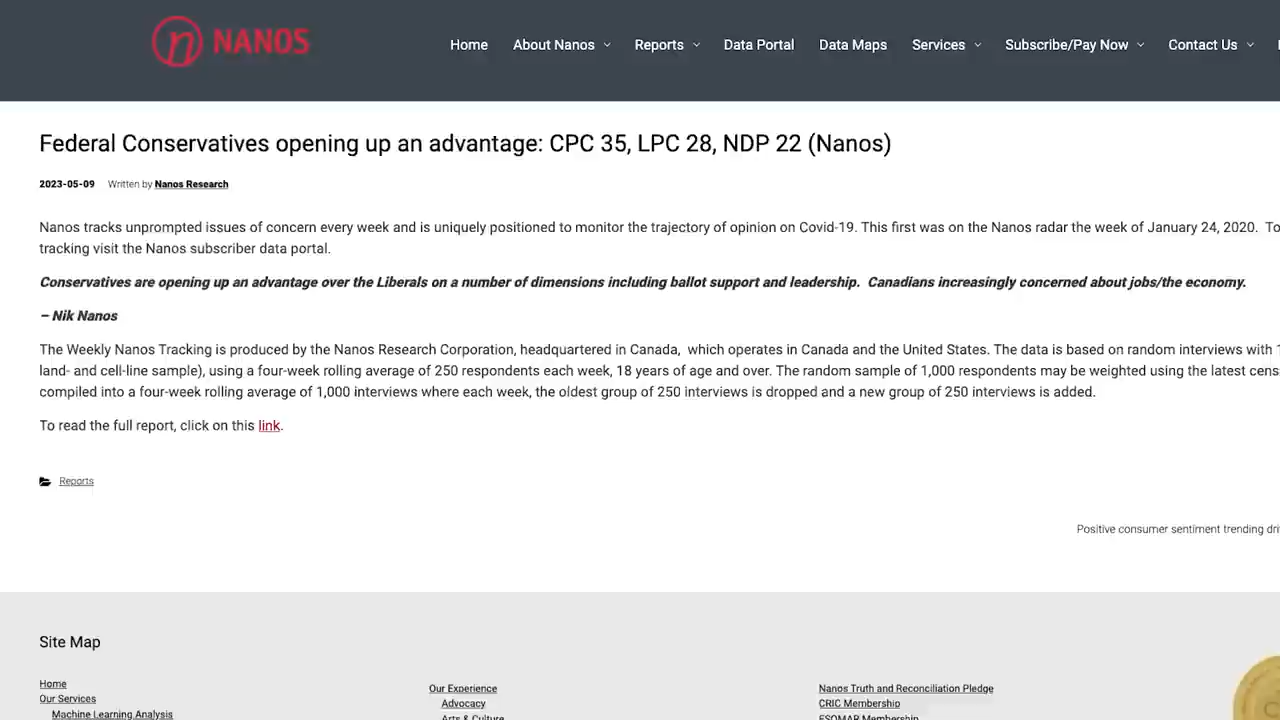 NANOS
Home About Nanos Reports Data Portal Data Maps Services Subscribe/Pay Now Contact Us
Federal Conservatives opening up an advantage: CPC 35, LPC 28, NDP 22 (Nanos)
2023-05-09 Written by Nanos Research
Nanos tracks unprompted issues of concern every week and is uniquely positioned to monitor the trajectory of opinion on Covid-19. This first was on the Nanos radar the week of January 24, 2020. To
tracking visit the Nanos subscriber data portal.
Conservatives are opening up an advantage over the Liberals on a number of dimensions including ballot support and leadership. Canadians increasingly concerned about jobs/the economy.
– Nik Nanos
The Weekly Nanos Tracking is produced by the Nanos Research Corporation, headquartered in Canada, which operates in Canada and the United States. The data is based on random interviews with
land- and cell-line sample), using a four-week rolling average of 250 respondents each week, 18 years of age and over. The random sample of 1,000 respondents may be weighted using the latest
compiled into a four-week rolling average of 1,000 interviews where each week, the oldest group of 250 interviews is dropped and a new group of 250 interviews is added.
To read the full report, click on this link.
Reports
Positive consumer sentiment trending
Site Map
Home
Our Experience
Nanos Truth and Reconciliation Pledge
Our Services
Advocacy
CRIC Membership
Machine Learning Analysis
Arts & Culture
ESOMAR Membership